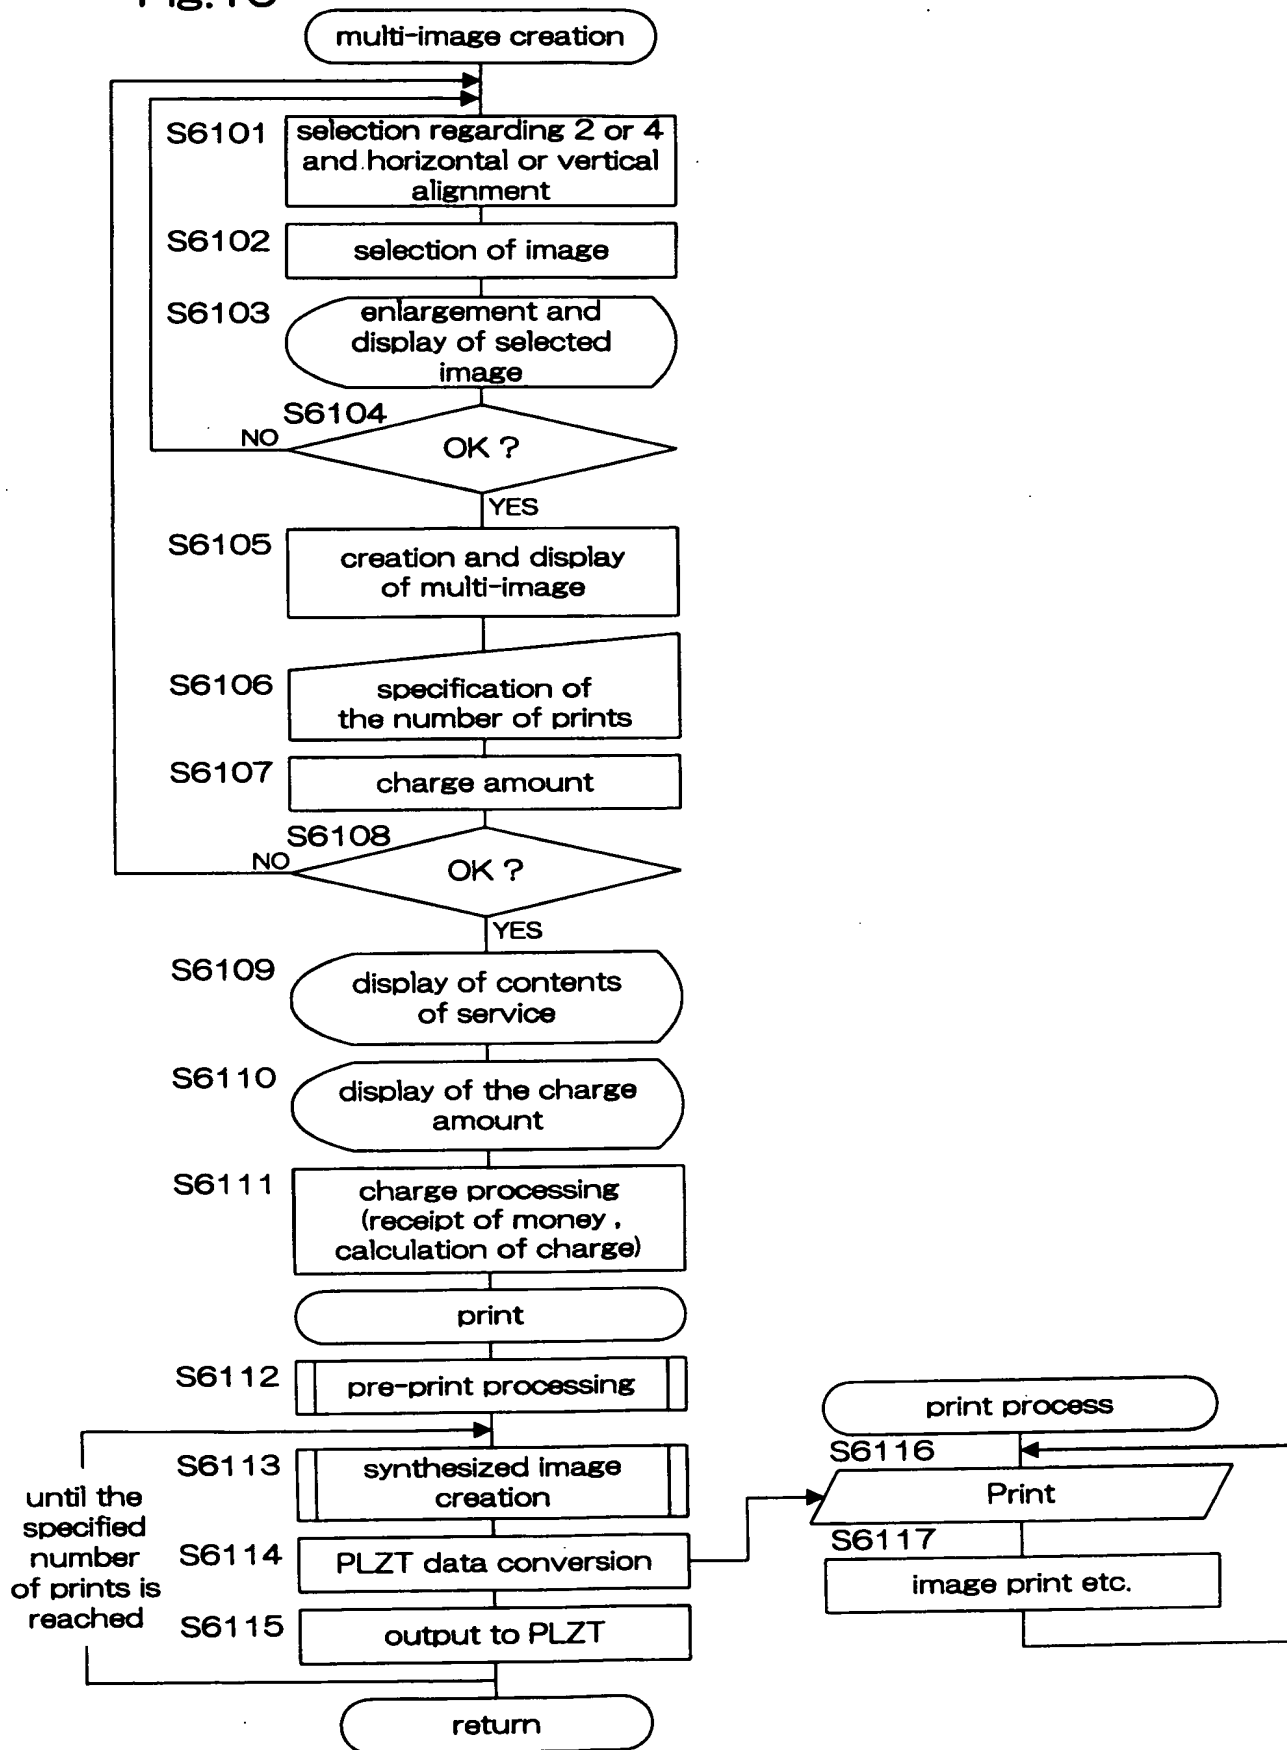 multi-image creation
S6101
selection regarding 2 or 4
and horizontal or vertical
alignment
S6102
selection of image
S6103
enlargement and
display of selected
image
S6104
NO
OK ?
YES
S6105
creation and display
of multi-image
S6106
specification of
the number of prints
S6107
charge amount
S6108
NO
OK ?
YES
S6109
display of contents
of service
S6110
display of the charge
amount
S6111
charge processing
(receipt of money ,
calculation of charge)
print
S6112
pre-print processing
S6113
synthesized image
creation
until the
specified
number
of prints is
reached
S6114
PLZT data conversion
S6115
output to PLZT
return
print process
S6116
Print
S6117
image print etc.